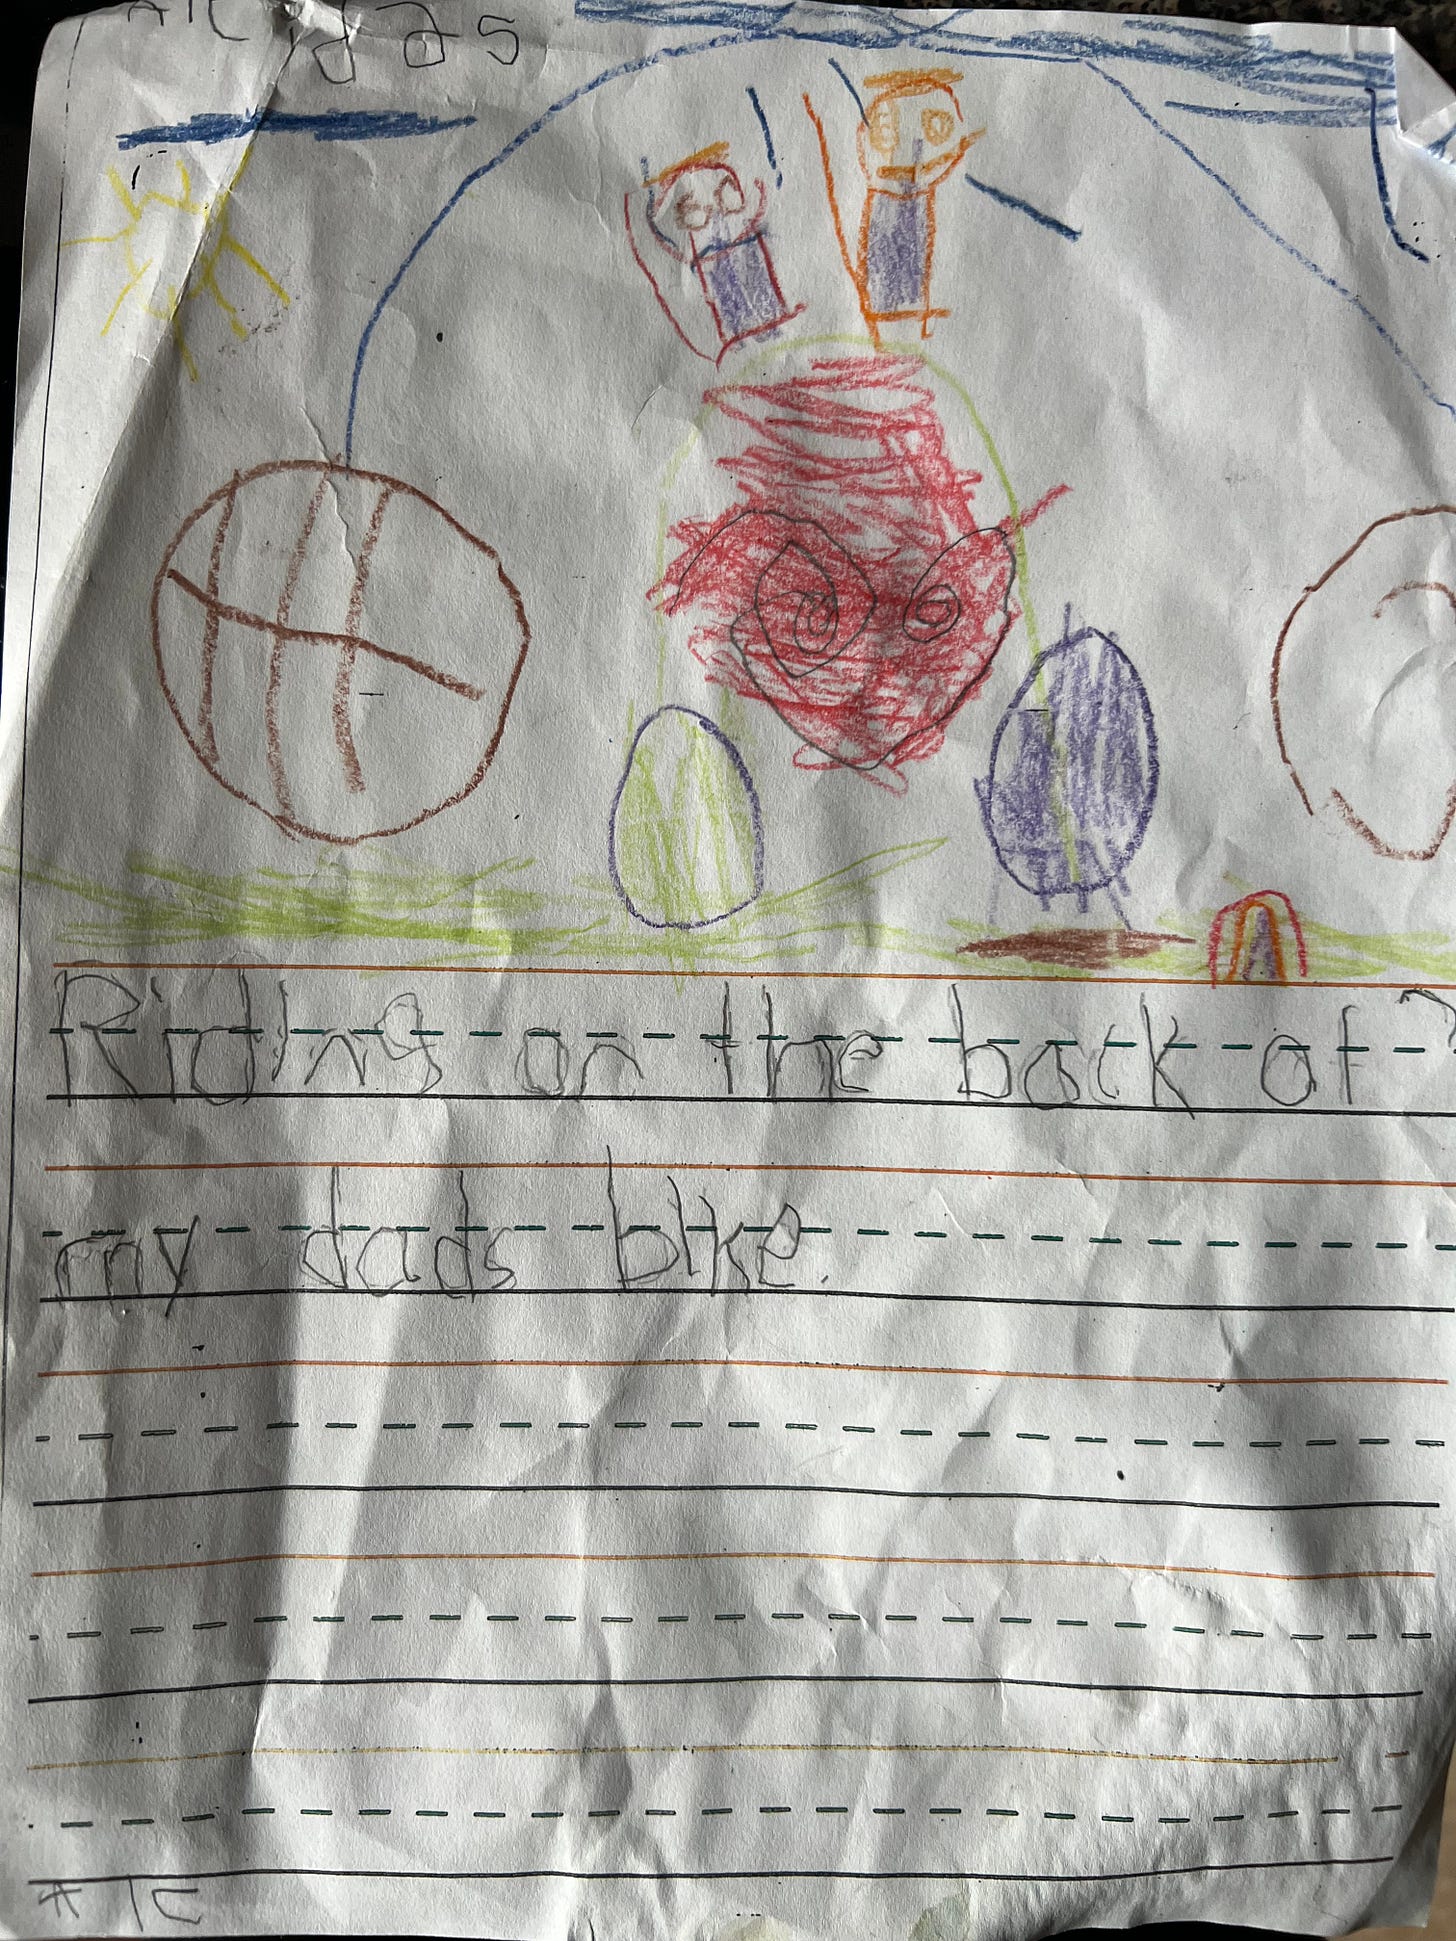 Riding on the back of
my dads bike.